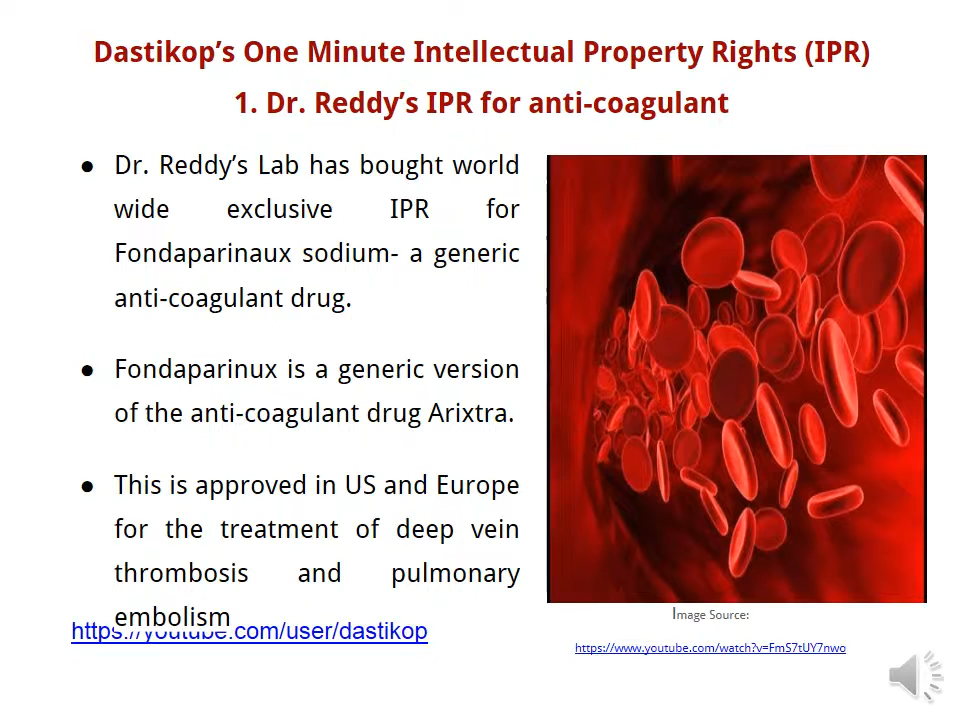 Dastikop’s One Minute Intellectual Property Rights (IPR)
1. Dr. Reddy’s IPR for anti-coagulant
● Dr. Reddy’s Lab has bought world
wide exclusive IPR for
Fondaparinaux sodium- a generic
anti-coagulant drug.
● Fondaparinux is a generic version
of the anti-coagulant drug Arixtra.
● This is approved in US and Europe
for the treatment of deep vein
thrombosis and pulmonary
embolism
https://youtube.com/user/dastikop
Image Source:
https://www.youtube.com/watch?v=FmS7tUY7nwo